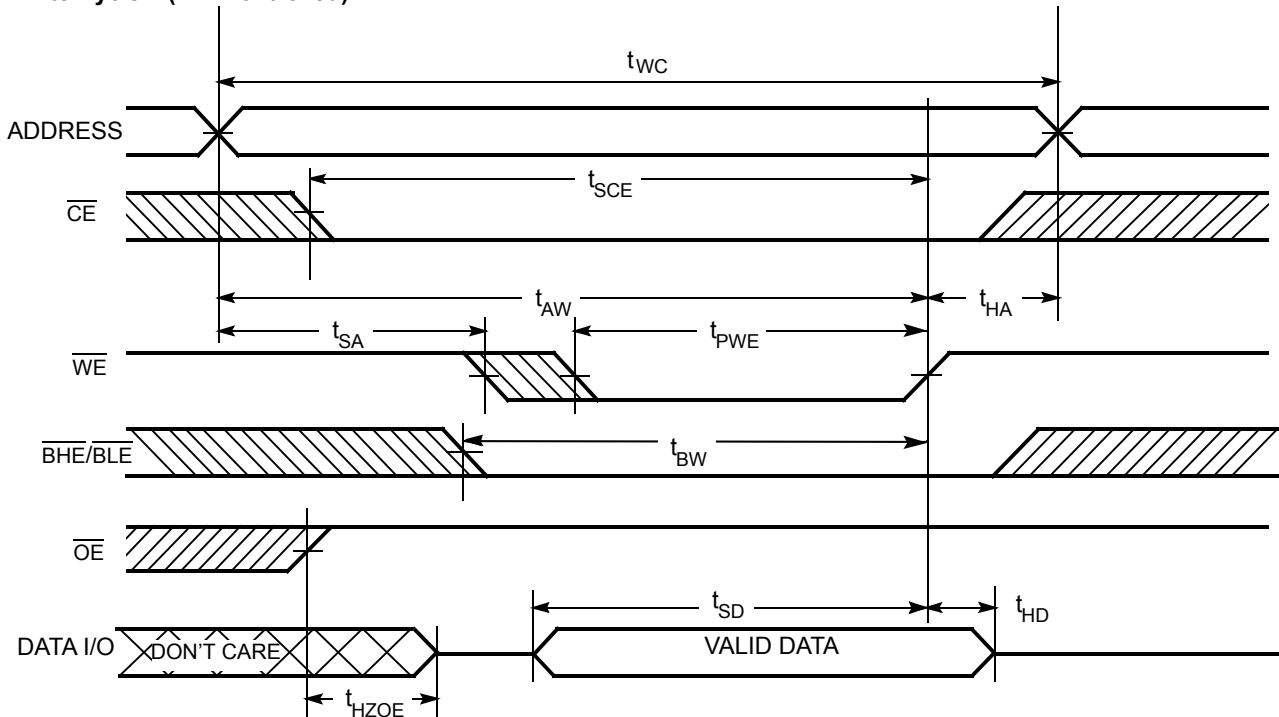 tWC
ADDRESS
tSCE
CE
tAW
tHA
tSA
tPWE
WE
BHE/BLE
tBW
OE
tSD
tHD
DATA I/O
DON'T CARE
VALID DATA
tHZOE